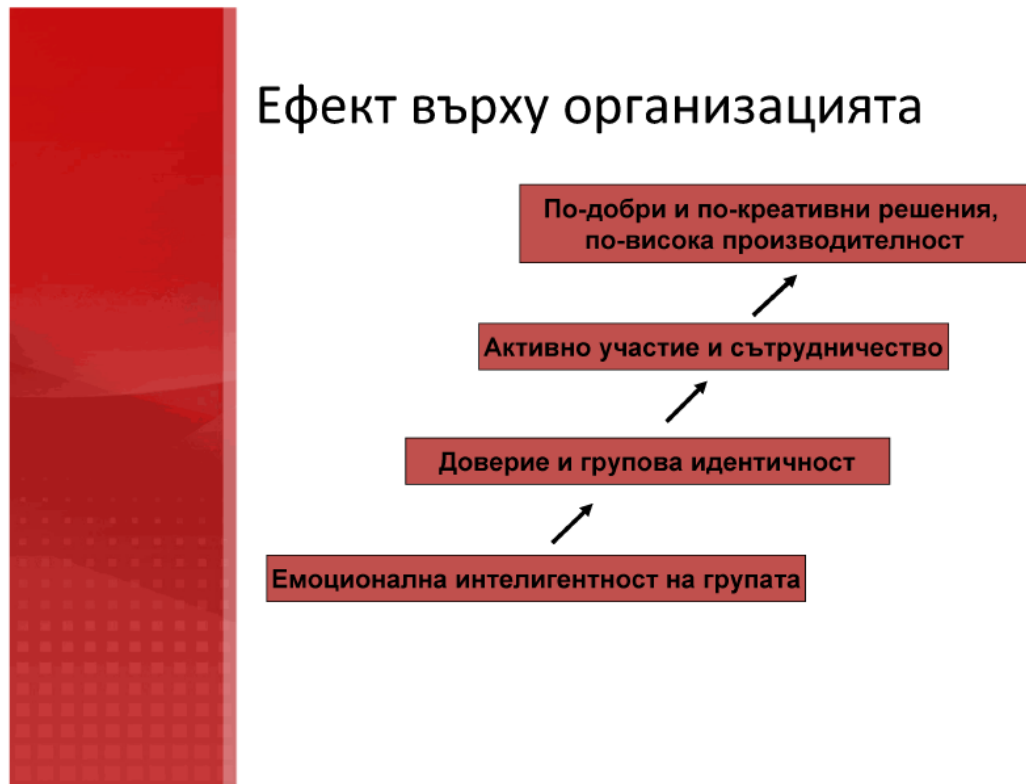 Ефект върху организацията
По-добри и по-креативни решения,
по-висока производителност
Активно участие и сътрудничество
Доверие и групова идентичност
Емоционална интелигентност на групата